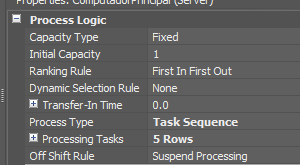 Properties: ComputadorPrincipal (Server)
Process Logic
Capacity Type Fixed
Initial Capacity 1
Ranking Rule First In First Out
Dynamic Selection Rule None
Transfer-In Time 0.0
Process Type Task Sequence
Processing Tasks 5 Rows
Off Shift Rule Suspend Processing